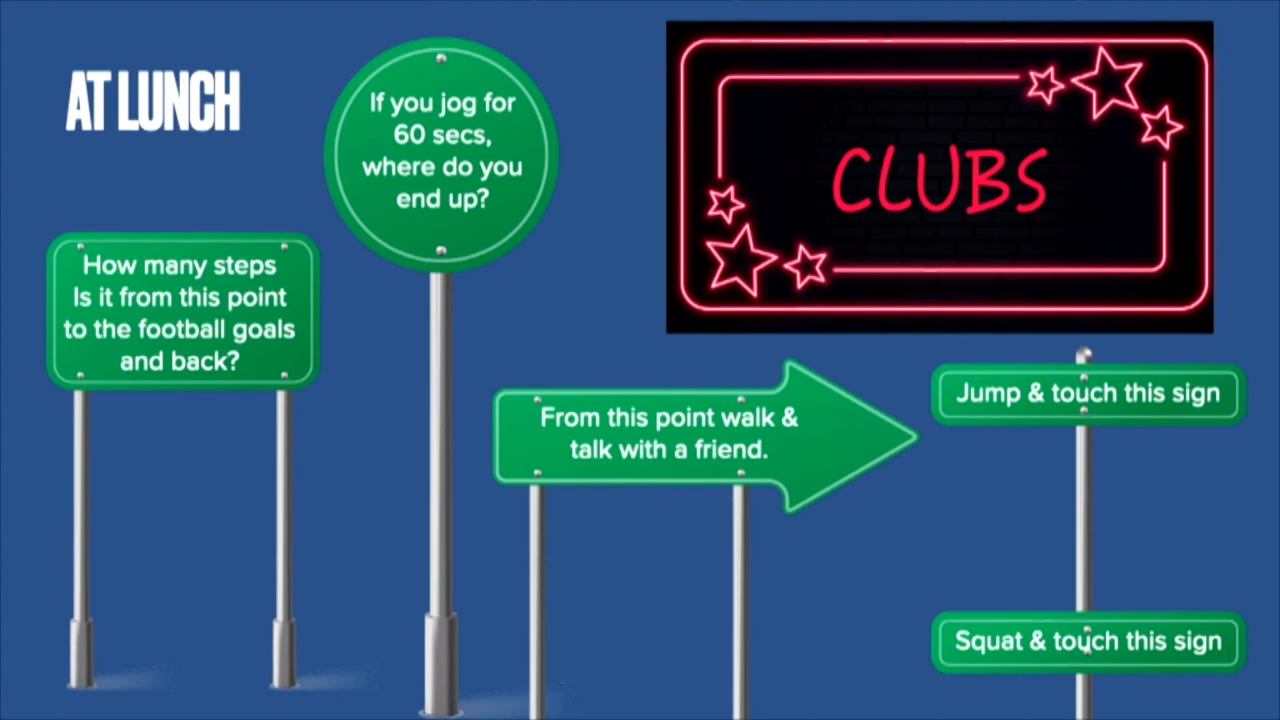 AT LUNCH
If you jog for
60 secs,
where do you
end up?
CLUBS
How many steps
Is it from this point
to the football goals
and back?
From this point walk &
talk with a friend.
Jump & touch this sign
Squat & touch this sign